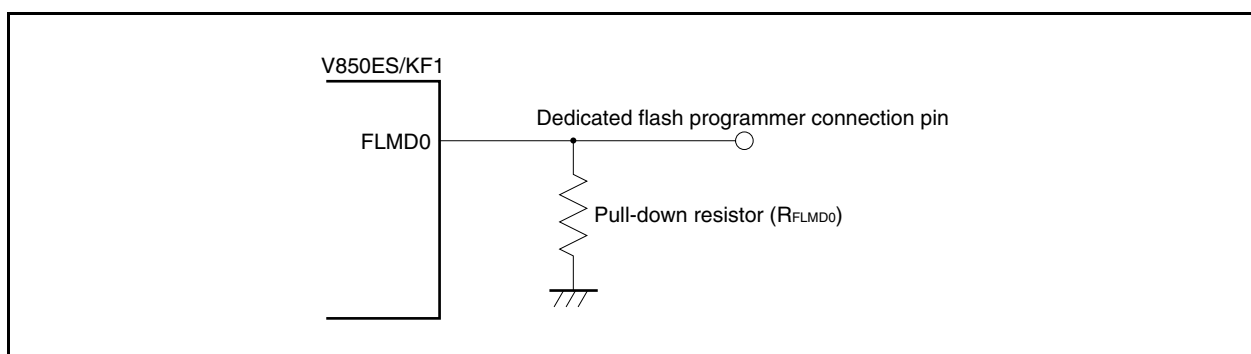 V850ES/KF1
Dedicated flash programmer connection pin
FLMD0
Pull-down resistor (RFLMD0)